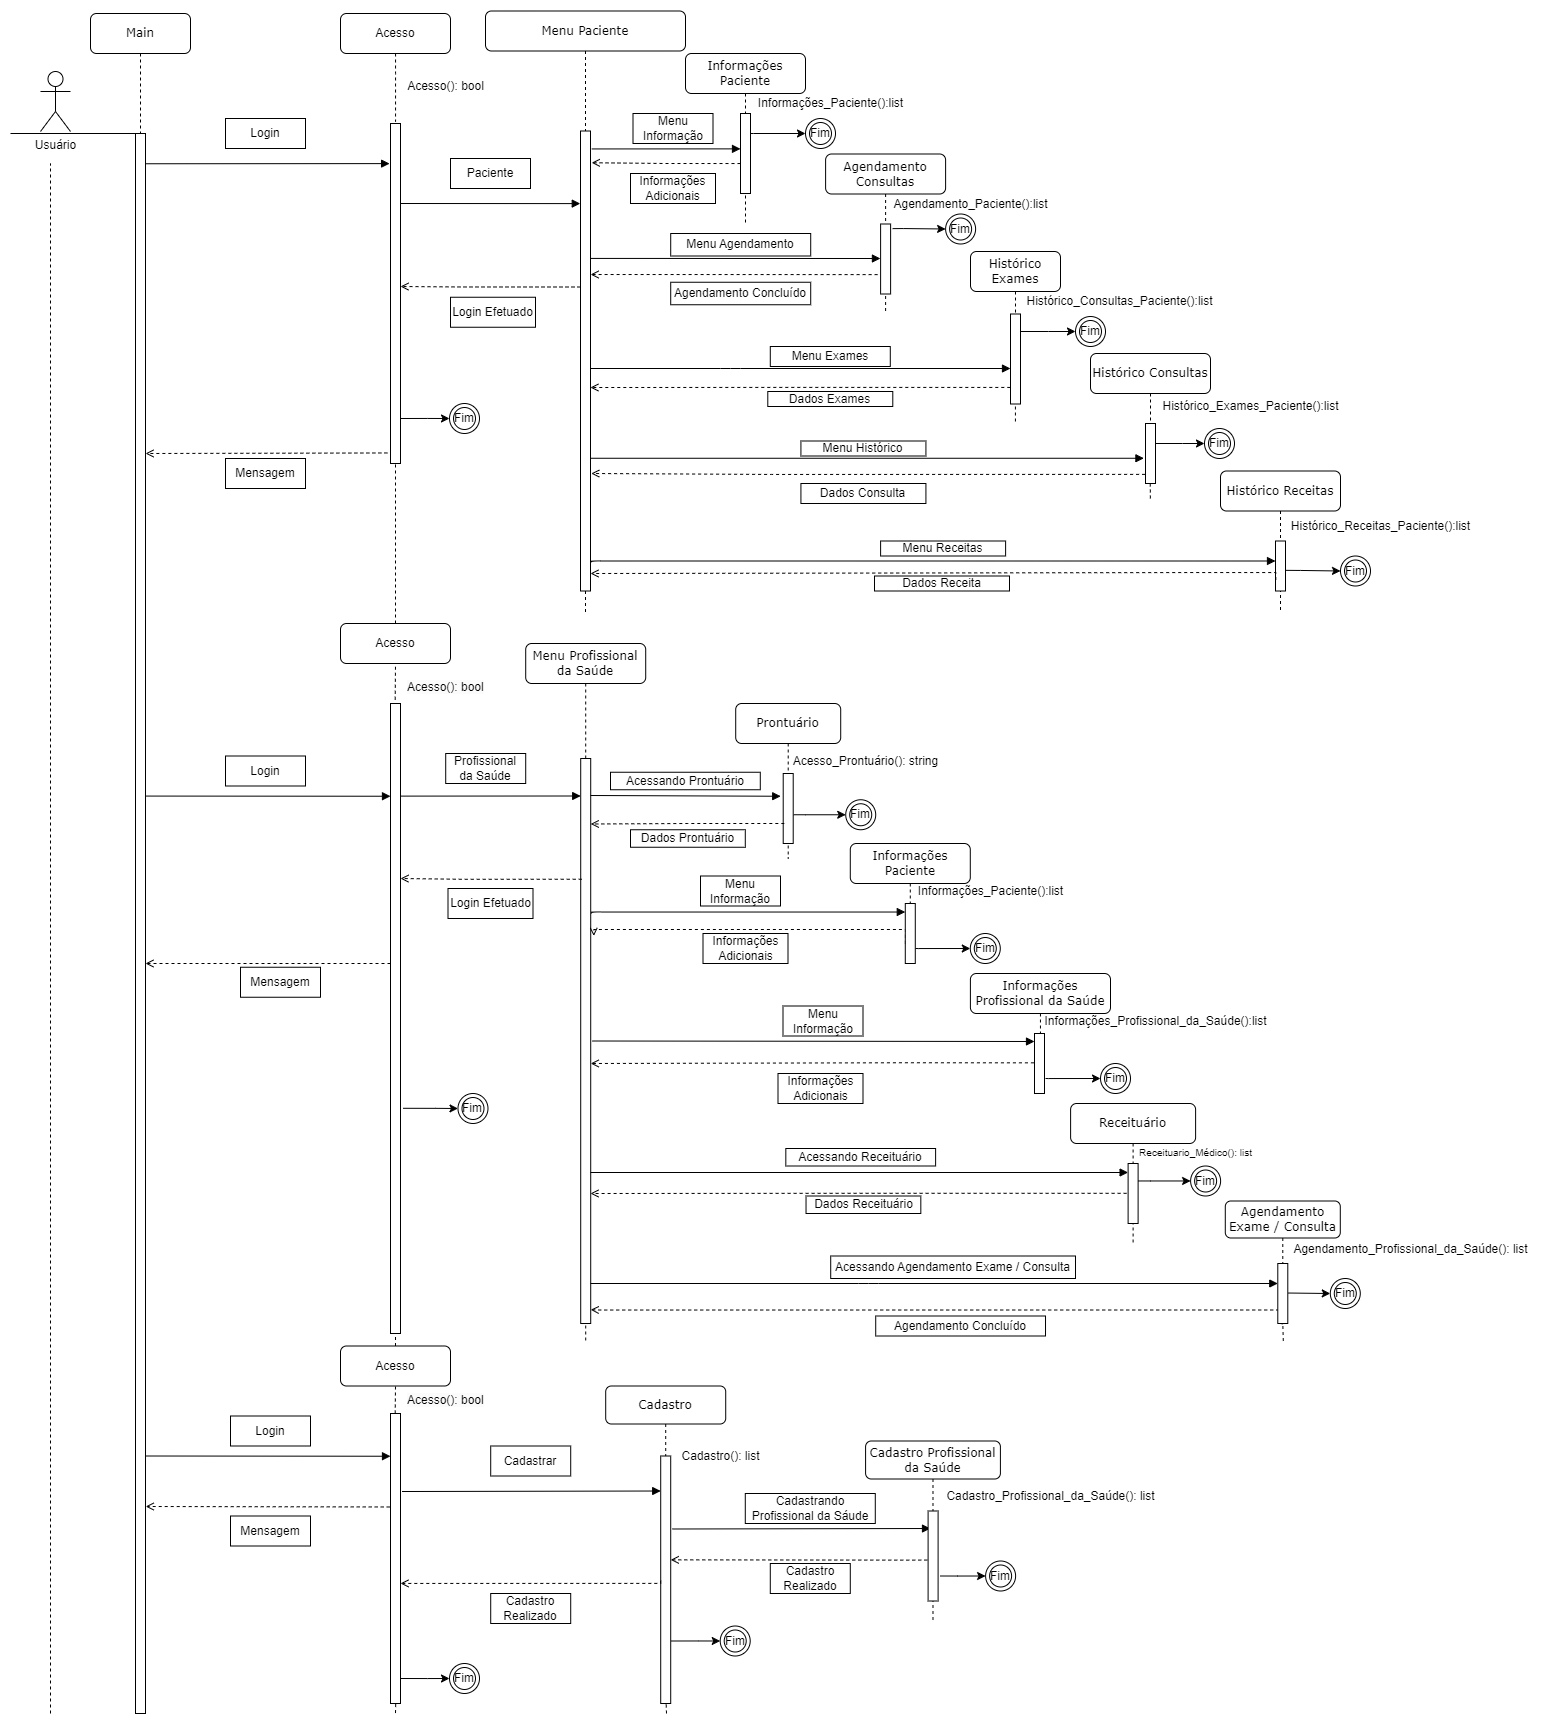 Main
Acesso
Menu Paciente
Informações
Paciente
Acesso(): bool
Informações_Paciente():list
Usuário
Login
Menu
Informação
Fim
Paciente
Informações
Adicionais
Agendamento
Consultas
Agendamento_Paciente():list
Fim
Menu Agendamento
Agendamento Concluído
Login Efetuado
Histórico
Exames
Histórico_Consultas_Paciente():list
Fim
Menu Exames
Dados Exames
Histórico Consultas
Histórico_Exames_Paciente():list
Fim
Fim
Mensagem
Menu Histórico
Dados Consulta
Histórico Receitas
Histórico_Receitas_Paciente():list
Menu Receitas
Dados Receita
Fim
Acesso
Acesso(): bool
Menu Profissional
da Saúde
Prontuário
Acesso_Prontuário(): string
Login
Profissional
da Saúde
Acessando Prontuário
Dados Prontuário
Fim
Informações
Paciente
Informações_Paciente():list
Login Efetuado
Menu
Informação
Informações
Adicionais
Fim
Mensagem
Informações
Profissional da Saúde
Informações_Profissional_da_Saúde():list
Menu
Informação
Informações
Adicionais
Fim
Fim
Receituário
Receituario_Médico(): list
Acessando Receituário
Dados Receituário
Fim
Agendamento
Exame / Consulta
Agendamento_Profissional_da_Saúde(): list
Acessando Agendamento Exame / Consulta
Agendamento Concluído
Fim
Acesso
Acesso(): bool
Cadastro
Cadastro(): list
Login
Cadastrar
Cadastro Profissional
da Saúde
Cadastro_Profissional_da_Saúde(): list
Cadastrando
Profissional da Sáude
Mensagem
Cadastro
Realizado
Fim
Cadastro
Realizado
Fim
Fim